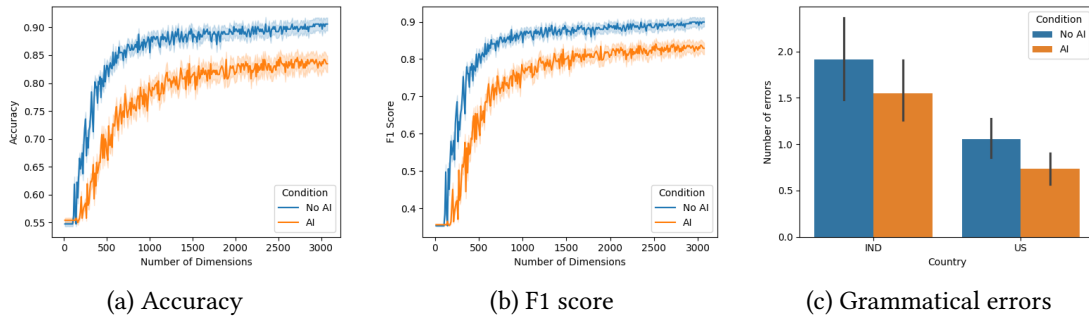 0.90
0.85
0.80
0.75
0.70
0.65
0.60
0.55
Accuracy
Condition
No AI
AI
0 500 1000 1500 2000 2500 3000
Number of Dimensions
(a) Accuracy
0.9
0.8
0.7
0.6
0.5
0.4
F1 Score
Condition
No AI
AI
0 500 1000 1500 2000 2500 3000
Number of Dimensions
(b) F1 score
Condition
No AI
AI
2.0
1.5
1.0
0.5
0.0
Number of errors
IND US
Country
(c) Grammatical errors